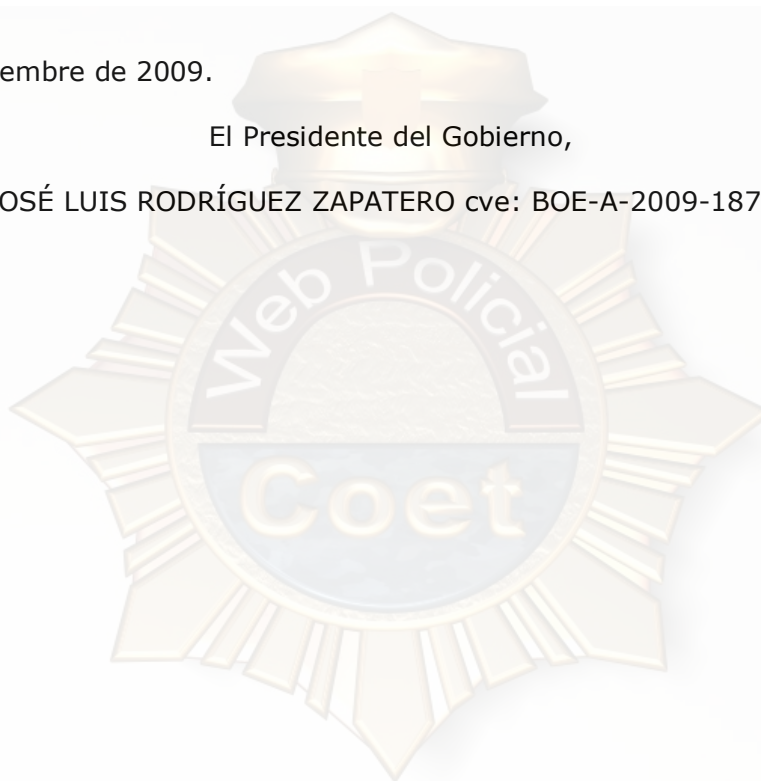 embre de 2009.
El Presidente del Gobierno,
OSÉ LUIS RODRÍGUEZ ZAPATERO cve: BOE-A-2009-187
Web Policial
Coet